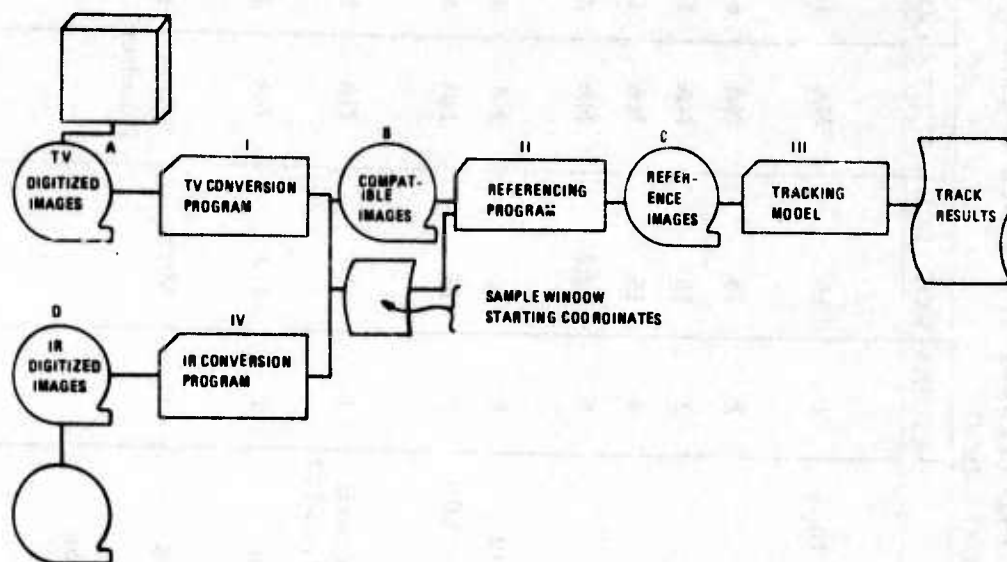 A
TV
DIGITIZED
IMAGES
I
TV CONVERSION
PROGRAM
B
COMPAT-
IBLE
IMAGES
II
REFERENCING
PROGRAM
C
REFER-
ENCE
IMAGES
III
TRACKING
MODEL
TRACK
RESULTS
SAMPLE WINDOW
STARTING COORDINATES
D
IR
DIGITIZED
IMAGES
IV
IR CONVERSION
PROGRAM